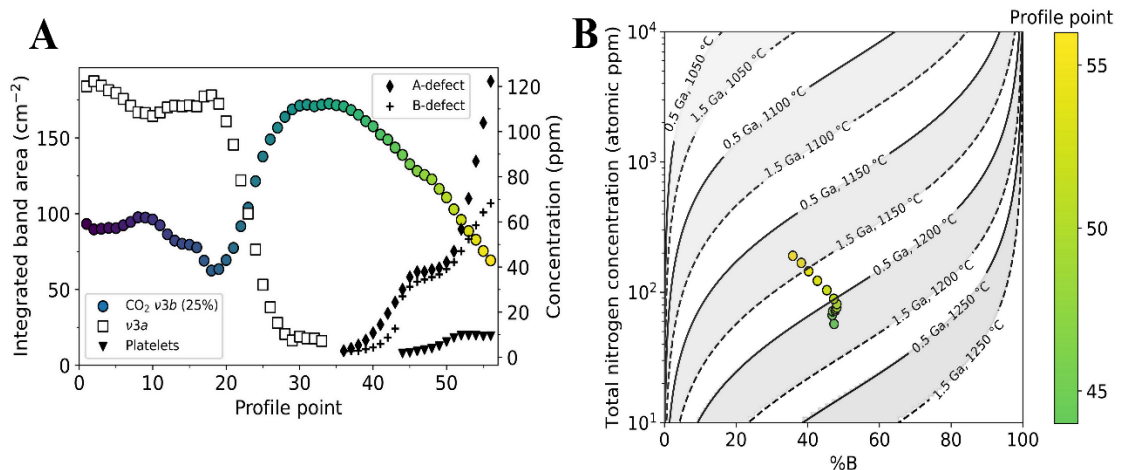 A
Integrated band area (cm⁻²)
150
100
50
0
0
10
20
30
40
50
Profile point
120
100
80
60
40
20
0
Concentration (ppm)
A-defect
B-defect
CO₂ ν3b (25%)
ν3a
Platelets
B
Total nitrogen concentration (atomic ppm)
10⁴
10³
10²
10¹
0
20
40
60
80
100
%B
0.5 Ga, 1050 °C
1.5 Ga, 1050 °C
0.5 Ga, 1100 °C
1.5 Ga, 1100 °C
0.5 Ga, 1150 °C
1.5 Ga, 1150 °C
0.5 Ga, 1200 °C
1.5 Ga, 1200 °C
0.5 Ga, 1250 °C
1.5 Ga, 1250 °C
Profile point
55
50
45